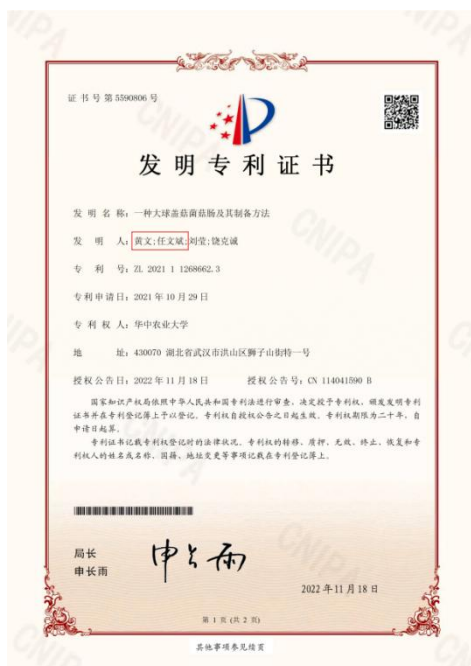 证书号第5590806号
发明专利证书
发 明 名 称：一种大球盖菇菌菇肠及其制备方法
发 明 人：黄文;任文斌;刘莹;饶克诚
专 利 号：ZL 2021 1 1268662.3
专利申请日：2021年10月29日
专 利 权 人：华中农业大学
地 址：430070 湖北省武汉市洪山区狮子山街特一号
授权公告日：2022年11月18日 授权公告号：CN 114041590 B
国家知识产权局依照中华人民共和国专利法进行审查，决定授予专利权，颁发发明专利
证书并在专利登记簿上予以登记。专利权自授权公告之日起生效。专利权期限为二十年，自
申请日起算。
专利证书记载专利权登记时的法律状况。专利权的转移、质押、无效、终止、恢复和专
利权人的姓名或名称、国籍、地址变更等事项记载在专利登记簿上。
局长
申长雨
申长雨
2022年11月18日
第 1 页 (共 2 页)
其他事项参见续页
CNIPA
CNIPA
CNIPA
CNIPA